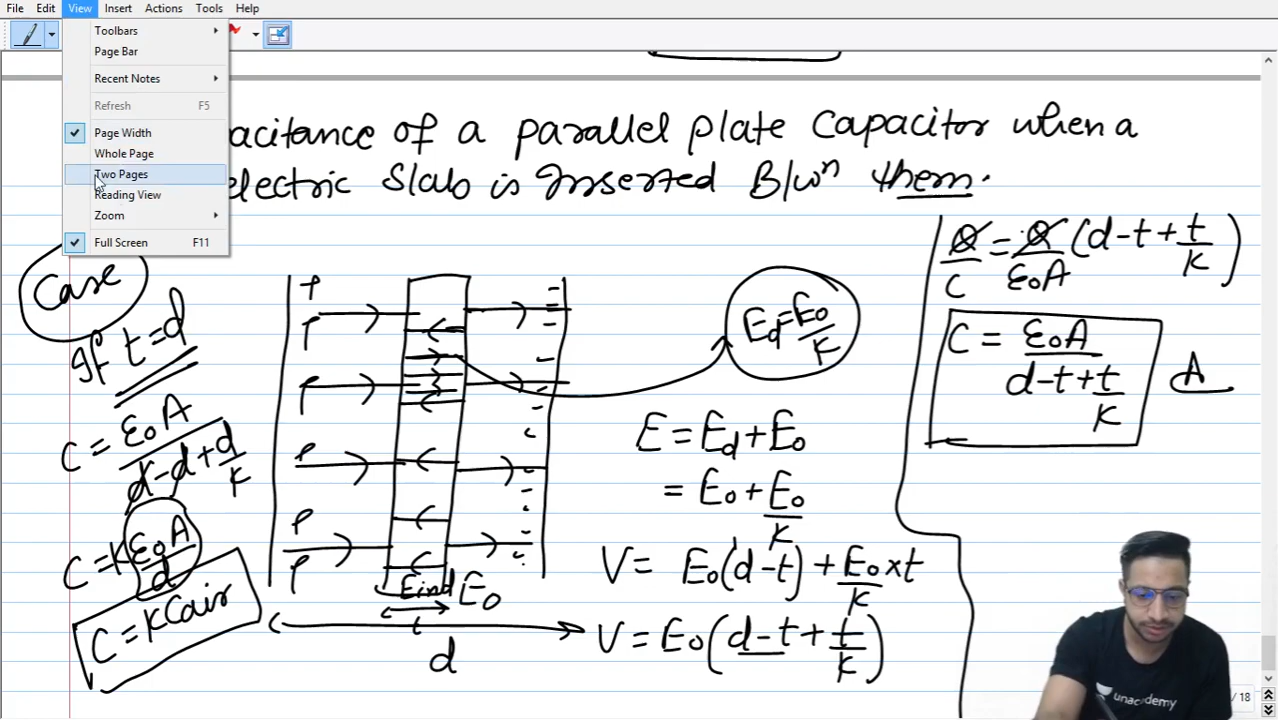 File Edit View Insert Actions Tools Help
Toolbars
Page Bar
Recent Notes
Refresh F5
Page Width
Whole Page
Two Pages
Reading View
Zoom
Full Screen F11
acitance of a parallel plate Capacitor when a
electric Slab is Inserted B/wn them.
Case
If t=d
C = ε0A / d-d+d/K
C = K ε0A/d
C = KCair
Eind E0
d
Ed = E0/K
E = Ed + E0
= E0 + E0/K
V = E0(d-t) + E0/K × t
V = E0(d-t+t/K)
Q/C = Q/ε0A (d-t+t/K)
C = ε0A / d-t+t/K
A
unacademy
/ 18